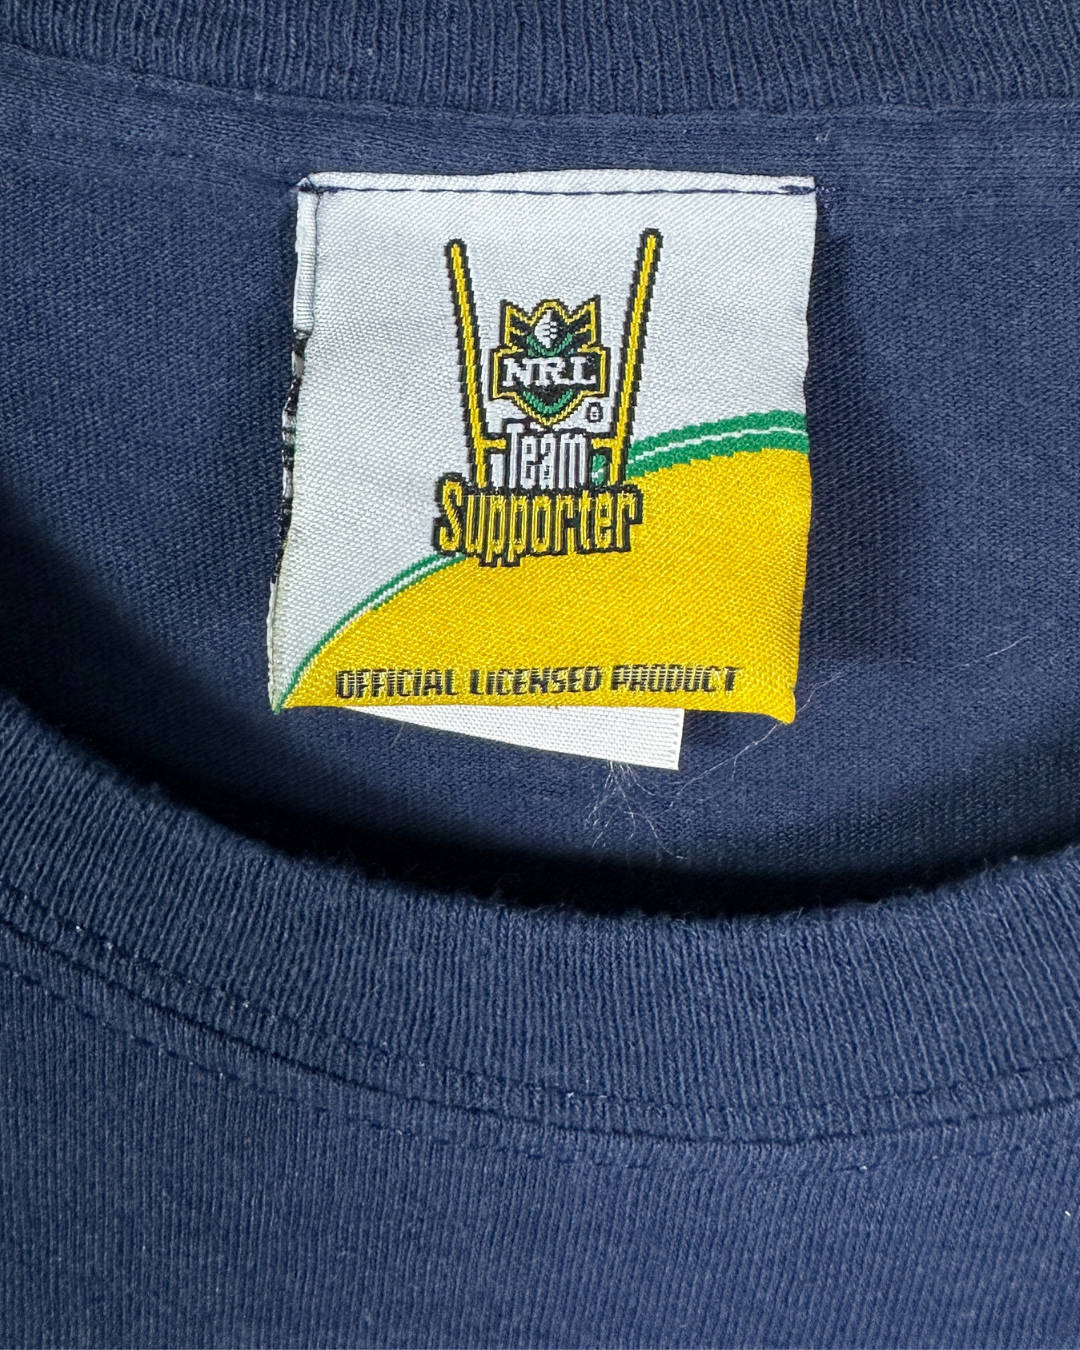 NRL
®
Team
Supporter
OFFICIAL LICENSED PRODUCT